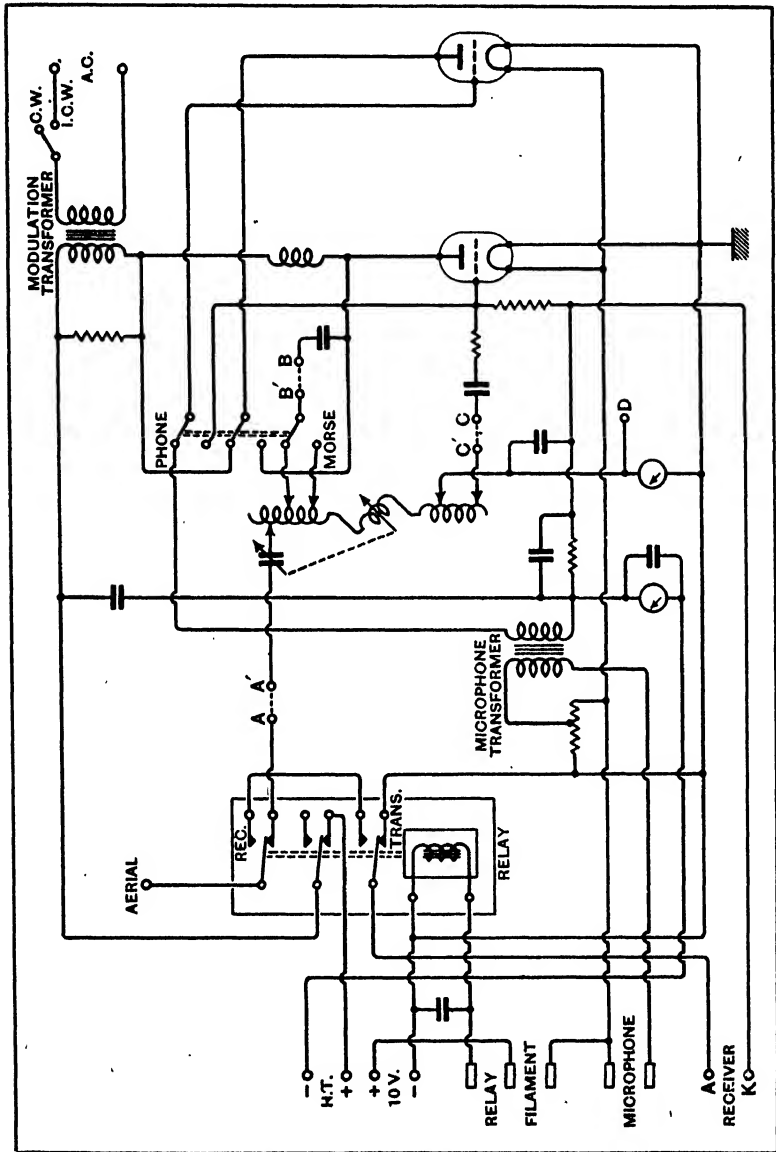 C.W.
I.C.W.
A.C.
MODULATION
TRANSFORMER
PHONE
B' B
MORSE
C' C
D
A A'
MICROPHONE
TRANSFORMER
AERIAL
REC.
TRANS.
RELAY
-
H.T.
+
+
10 V.
-
RELAY
FILAMENT
MICROPHONE
A
RECEIVER
K